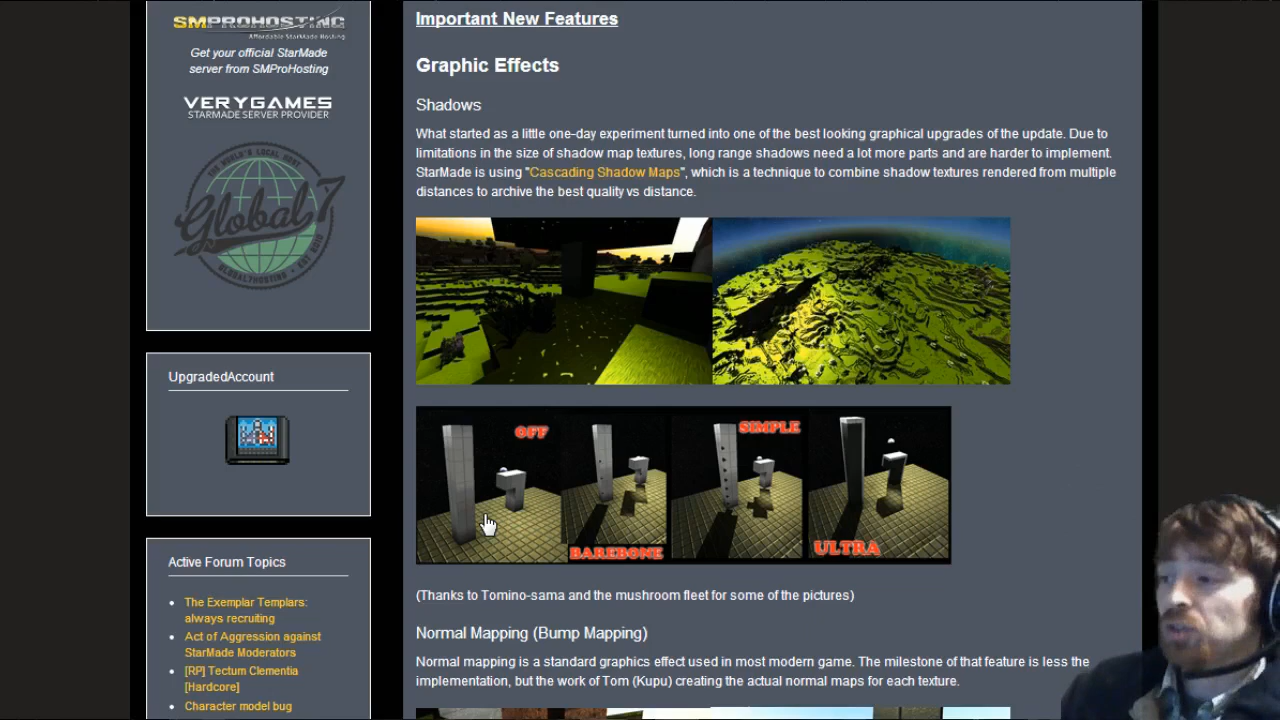 SMPROHOSTING
Affordable StarMade Hosting
Get your official StarMade
server from SMProHosting
VERYGAMES
STARMADE SERVER PROVIDER
Global 7
UpgradedAccount
Active Forum Topics
The Exemplar Templars:
always recruiting
Act of Aggression against
StarMade Moderators
[RP] Tectum Clementia
[Hardcore]
Character model bug
Important New Features
Graphic Effects
Shadows
What started as a little one-day experiment turned into one of the best looking graphical upgrades of the update. Due to
limitations in the size of shadow map textures, long range shadows need a lot more parts and are harder to implement.
StarMade is using "Cascading Shadow Maps", which is a technique to combine shadow textures rendered from multiple
distances to archive the best quality vs distance.
OFF
BAREBONE
SIMPLE
ULTRA
(Thanks to Tomino-sama and the mushroom fleet for some of the pictures)
Normal Mapping (Bump Mapping)
Normal mapping is a standard graphics effect used in most modern game. The milestone of that feature is less the
implementation, but the work of Tom (Kupu) creating the actual normal maps for each texture.